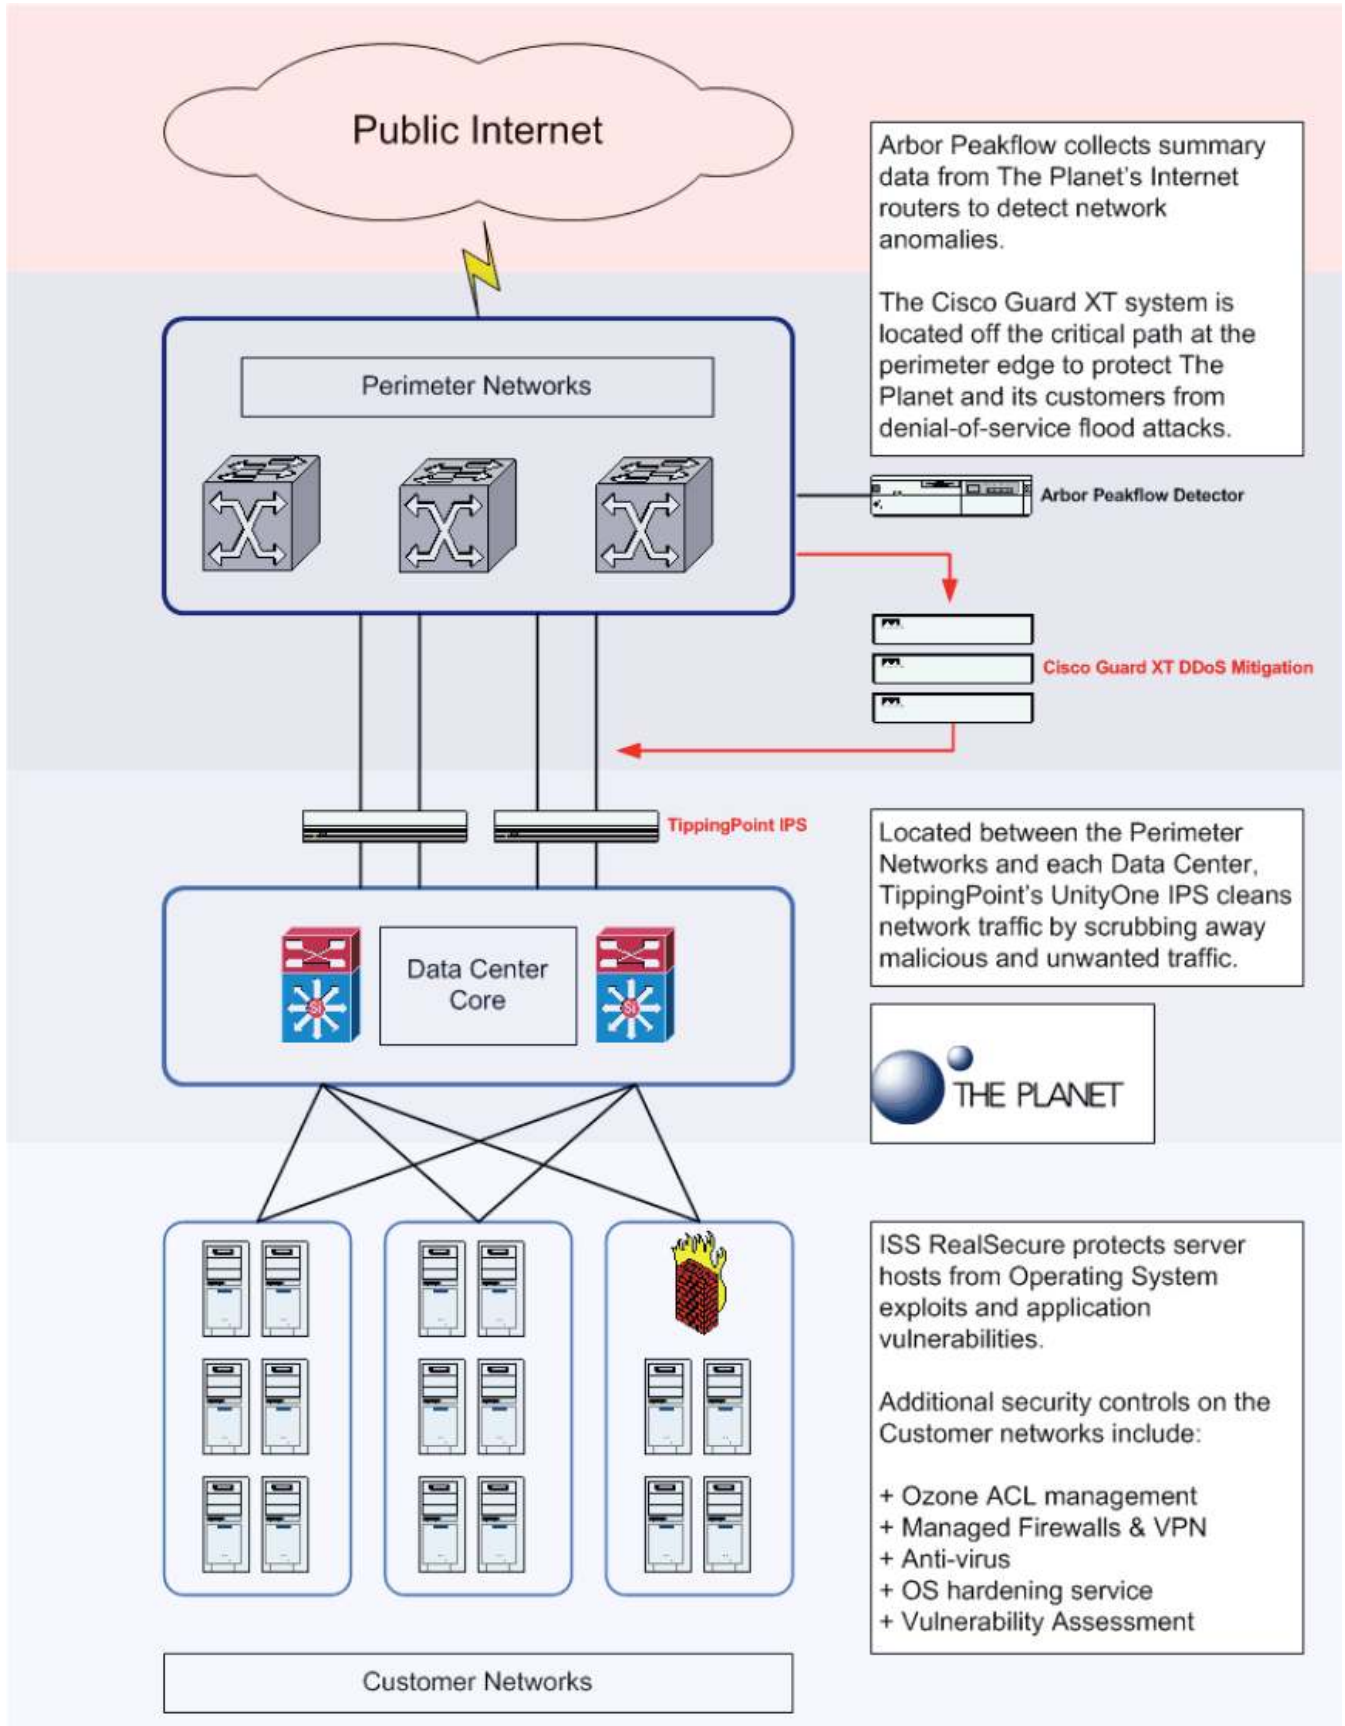 Public Internet
Arbor Peakflow collects summary
data from The Planet's Internet
routers to detect network
anomalies.
The Cisco Guard XT system is
located off the critical path at the
perimeter edge to protect The
Planet and its customers from
denial-of-service flood attacks.
Perimeter Networks
Arbor Peakflow Detector
Cisco Guard XT DDoS Mitigation
TippingPoint IPS
Located between the Perimeter
Networks and each Data Center,
TippingPoint's UnityOne IPS cleans
network traffic by scrubbing away
malicious and unwanted traffic.
Data Center
Core
Si
Si
THE PLANET
ISS RealSecure protects server
hosts from Operating System
exploits and application
vulnerabilities.
Additional security controls on the
Customer networks include:
+ Ozone ACL management
+ Managed Firewalls & VPN
+ Anti-virus
+ OS hardening service
+ Vulnerability Assessment
Customer Networks